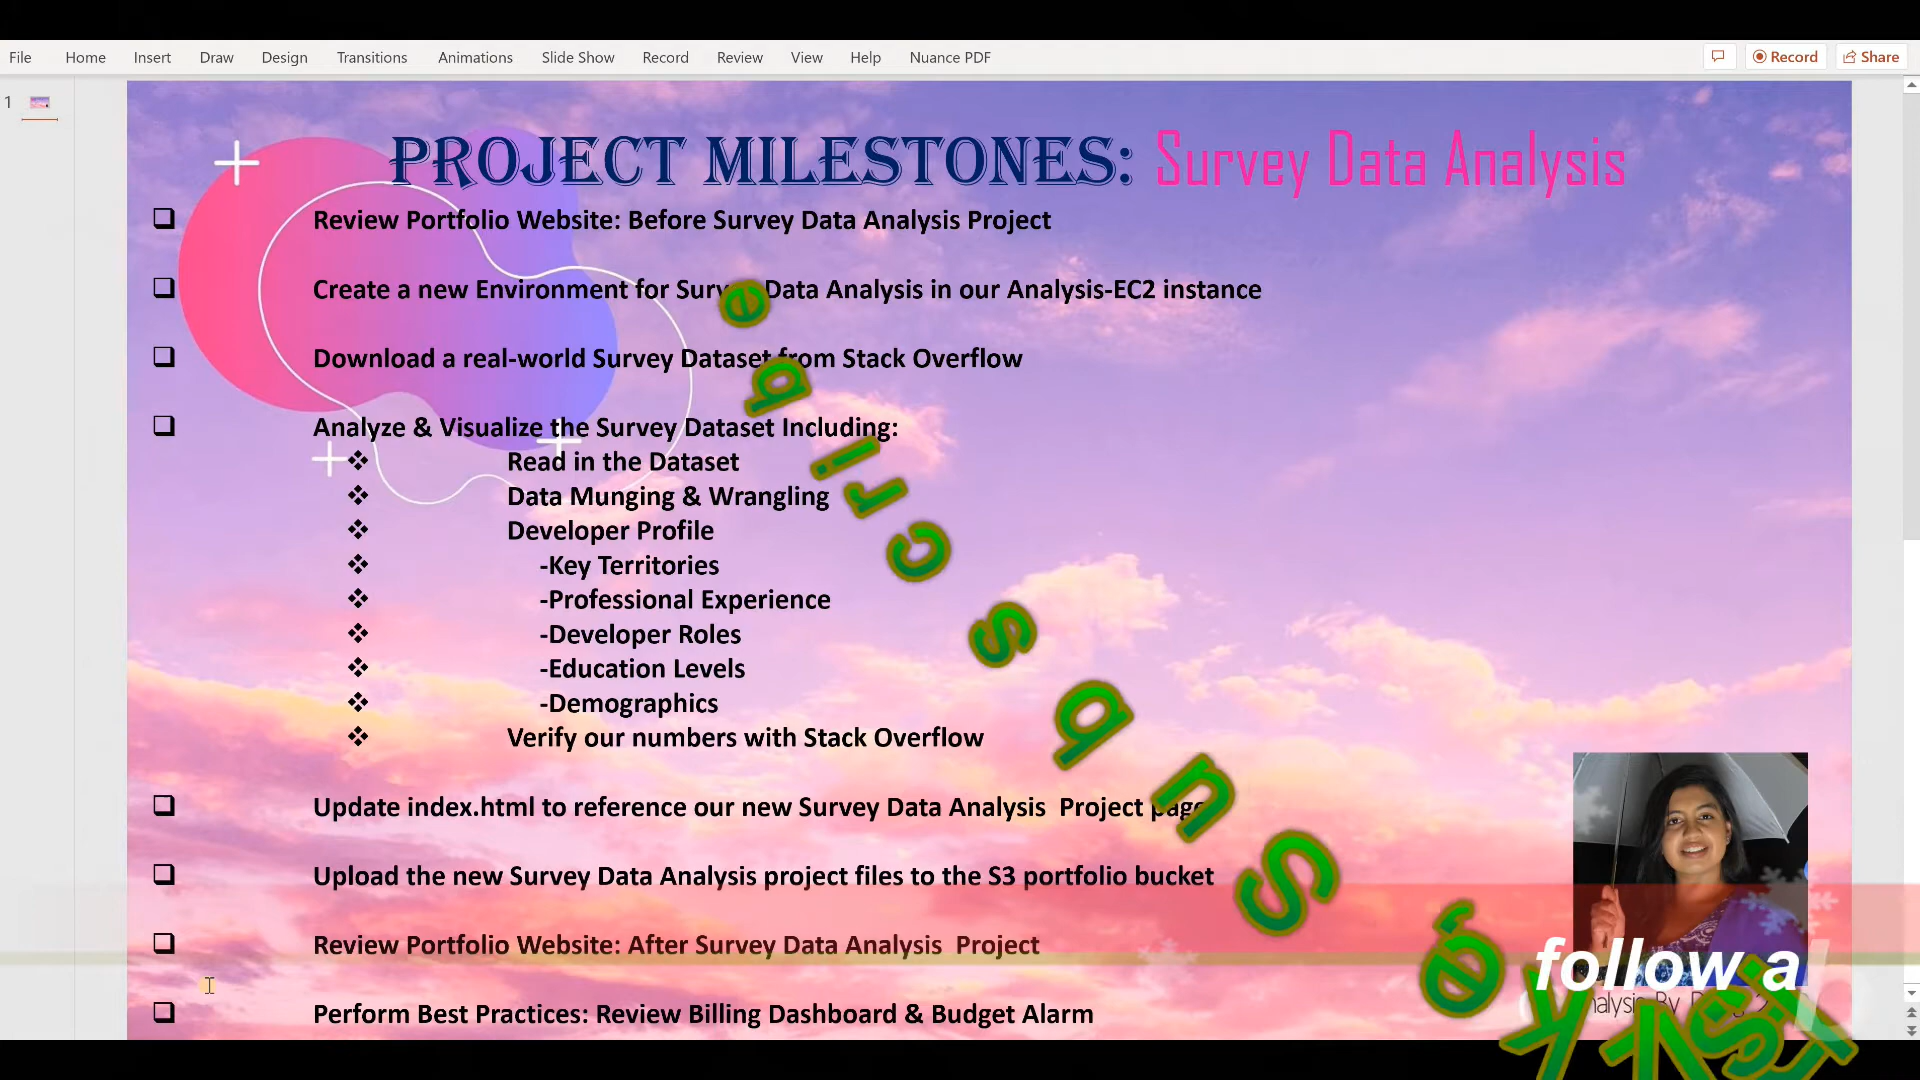 File Home Insert Draw Design Transitions Animations Slide Show Record Review View Help Nuance PDF Record Share
1
PROJECT MILESTONES: Survey Data Analysis
Review Portfolio Website: Before Survey Data Analysis Project
Create a new Environment for Survey Data Analysis in our Analysis-EC2 instance
Download a real-world Survey Dataset from Stack Overflow
Analyze & Visualize the Survey Dataset Including:
Read in the Dataset
Data Munging & Wrangling
Developer Profile
-Key Territories
-Professional Experience
-Developer Roles
-Education Levels
-Demographics
Verify our numbers with Stack Overflow
Update index.html to reference our new Survey Data Analysis Project page
Upload the new Survey Data Analysis project files to the S3 portfolio bucket
Review Portfolio Website: After Survey Data Analysis Project
Perform Best Practices: Review Billing Dashboard & Budget Alarm
Subscribe
follow al